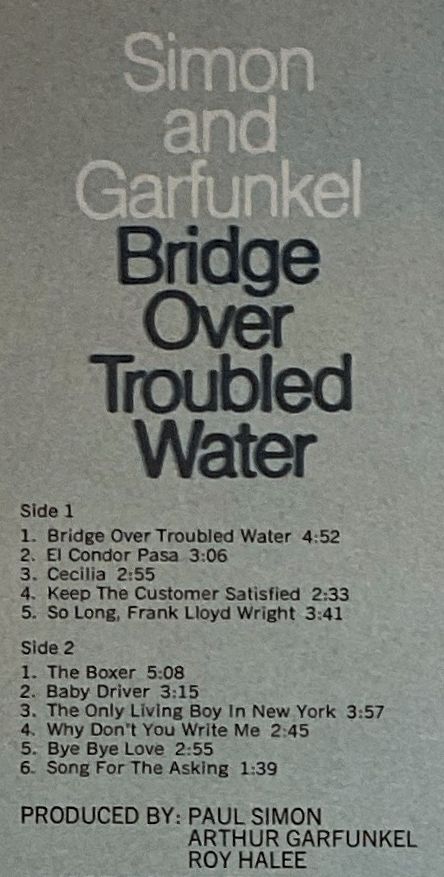 Simon
and
Garfunkel
Bridge
Over
Troubled
Water
Side 1
1. Bridge Over Troubled Water 4:52
2. El Condor Pasa 3:06
3. Cecilia 2:55
4. Keep The Customer Satisfied 2:33
5. So Long, Frank Lloyd Wright 3:41
Side 2
1. The Boxer 5:08
2. Baby Driver 3:15
3. The Only Living Boy In New York 3:57
4. Why Don't You Write Me 2:45
5. Bye Bye Love 2:55
6. Song For The Asking 1:39
PRODUCED BY: PAUL SIMON
ARTHUR GARFUNKEL
ROY HALEE